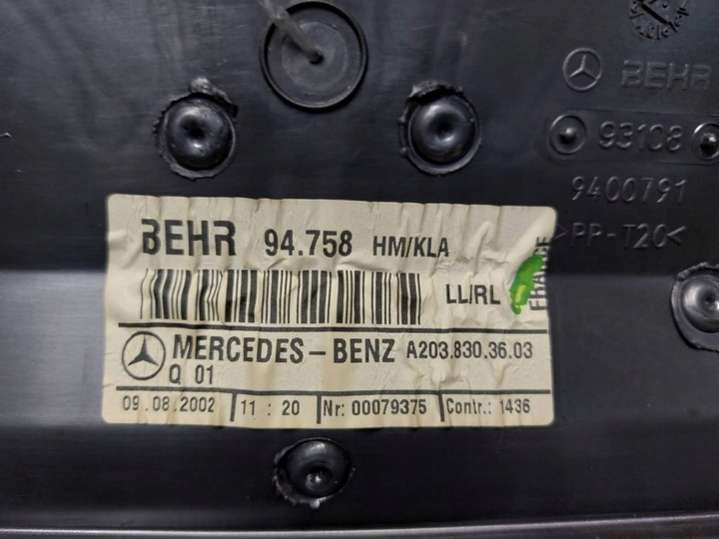 BEHR
93108
9400791
>PP-T20<
BEHR 94.758 HM/KLA
LL/RL
FRANCE
MERCEDES-BENZ A203.830.36.03
Q 01
09.08.2002 11:20 Nr: 00079375 Contr.: 1436